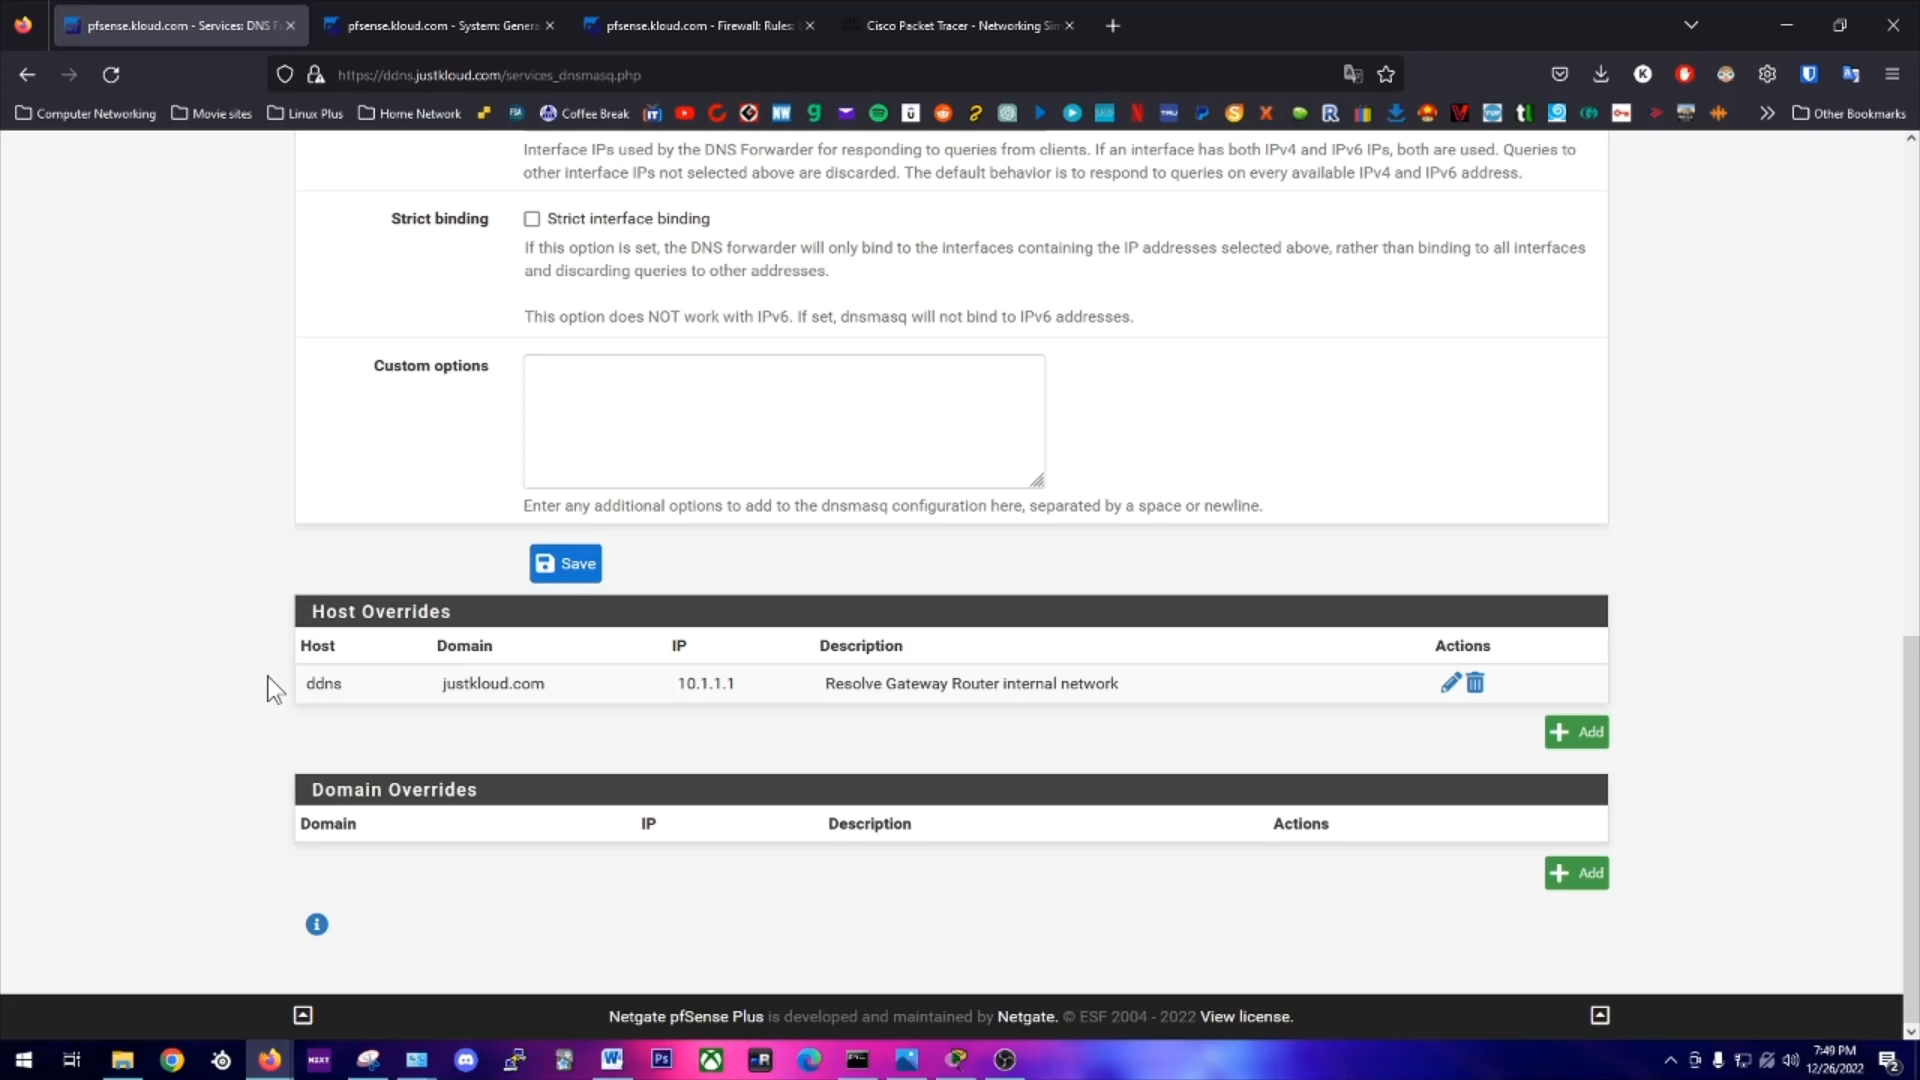 pfsense.kloud.com - Services: DNS F
pfsense.kloud.com - System: Genera
pfsense.kloud.com - Firewall: Rules:
Cisco Packet Tracer - Networking Sim
https://ddns.justkloud.com/services_dnsmasq.php
Computer Networking
Movie sites
Linux Plus
Home Network
Coffee Break
Other Bookmarks
Interface IPs used by the DNS Forwarder for responding to queries from clients. If an interface has both IPv4 and IPv6 IPs, both are used. Queries to
other interface IPs not selected above are discarded. The default behavior is to respond to queries on every available IPv4 and IPv6 address.
Strict binding
Strict interface binding
If this option is set, the DNS forwarder will only bind to the interfaces containing the IP addresses selected above, rather than binding to all interfaces
and discarding queries to other addresses.
This option does NOT work with IPv6. If set, dnsmasq will not bind to IPv6 addresses.
Custom options
Enter any additional options to add to the dnsmasq configuration here, separated by a space or newline.
Save
Host Overrides
Host Domain IP Description Actions
ddns justkloud.com 10.1.1.1 Resolve Gateway Router internal network
Add
Domain Overrides
Domain IP Description Actions
Add
Netgate pfSense Plus is developed and maintained by Netgate. © ESF 2004 - 2022 View license.
7:49 PM
12/26/2022